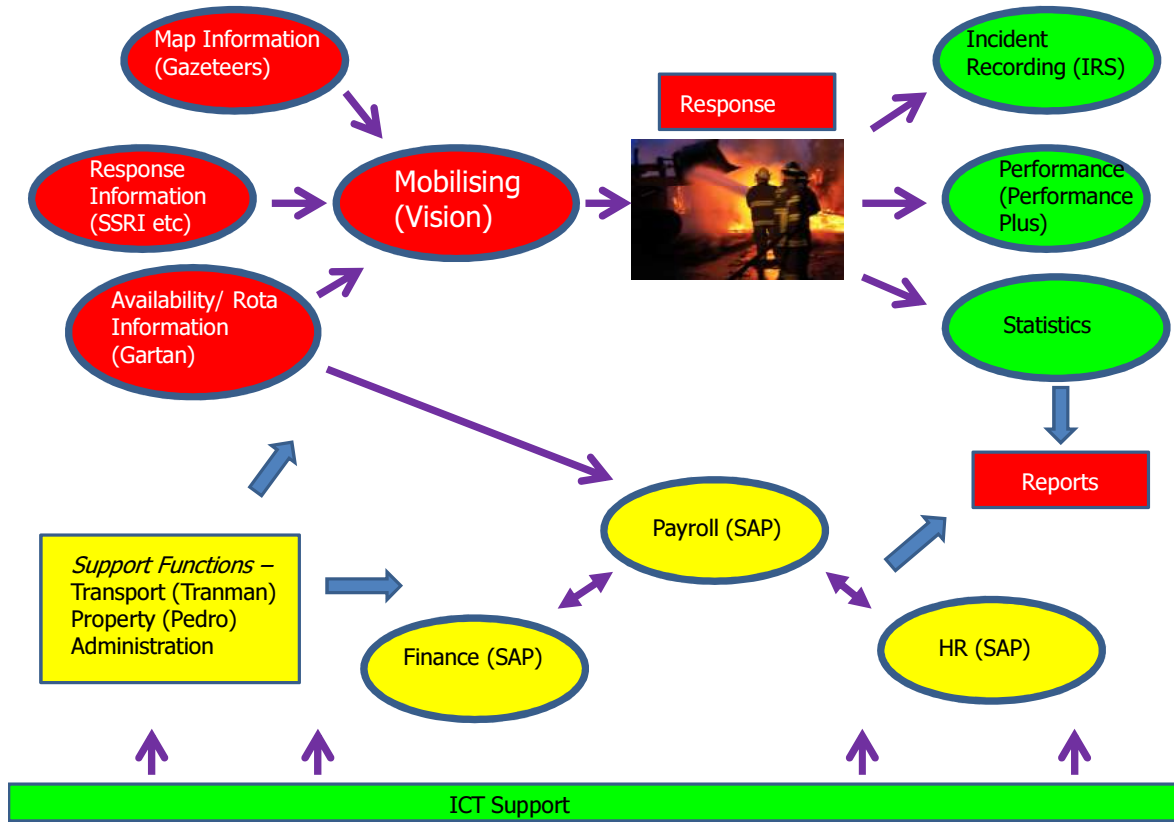 Map Information
(Gazeteers)
Incident
Recording (IRS)
Response
Response
Information
(SSRI etc)
Mobilising
(Vision)
Performance
(Performance
Plus)
Availability/ Rota
Information
(Gartan)
Statistics
Reports
Payroll (SAP)
Support Functions –
Transport (Tranman)
Property (Pedro)
Administration
Finance (SAP)
HR (SAP)
ICT Support